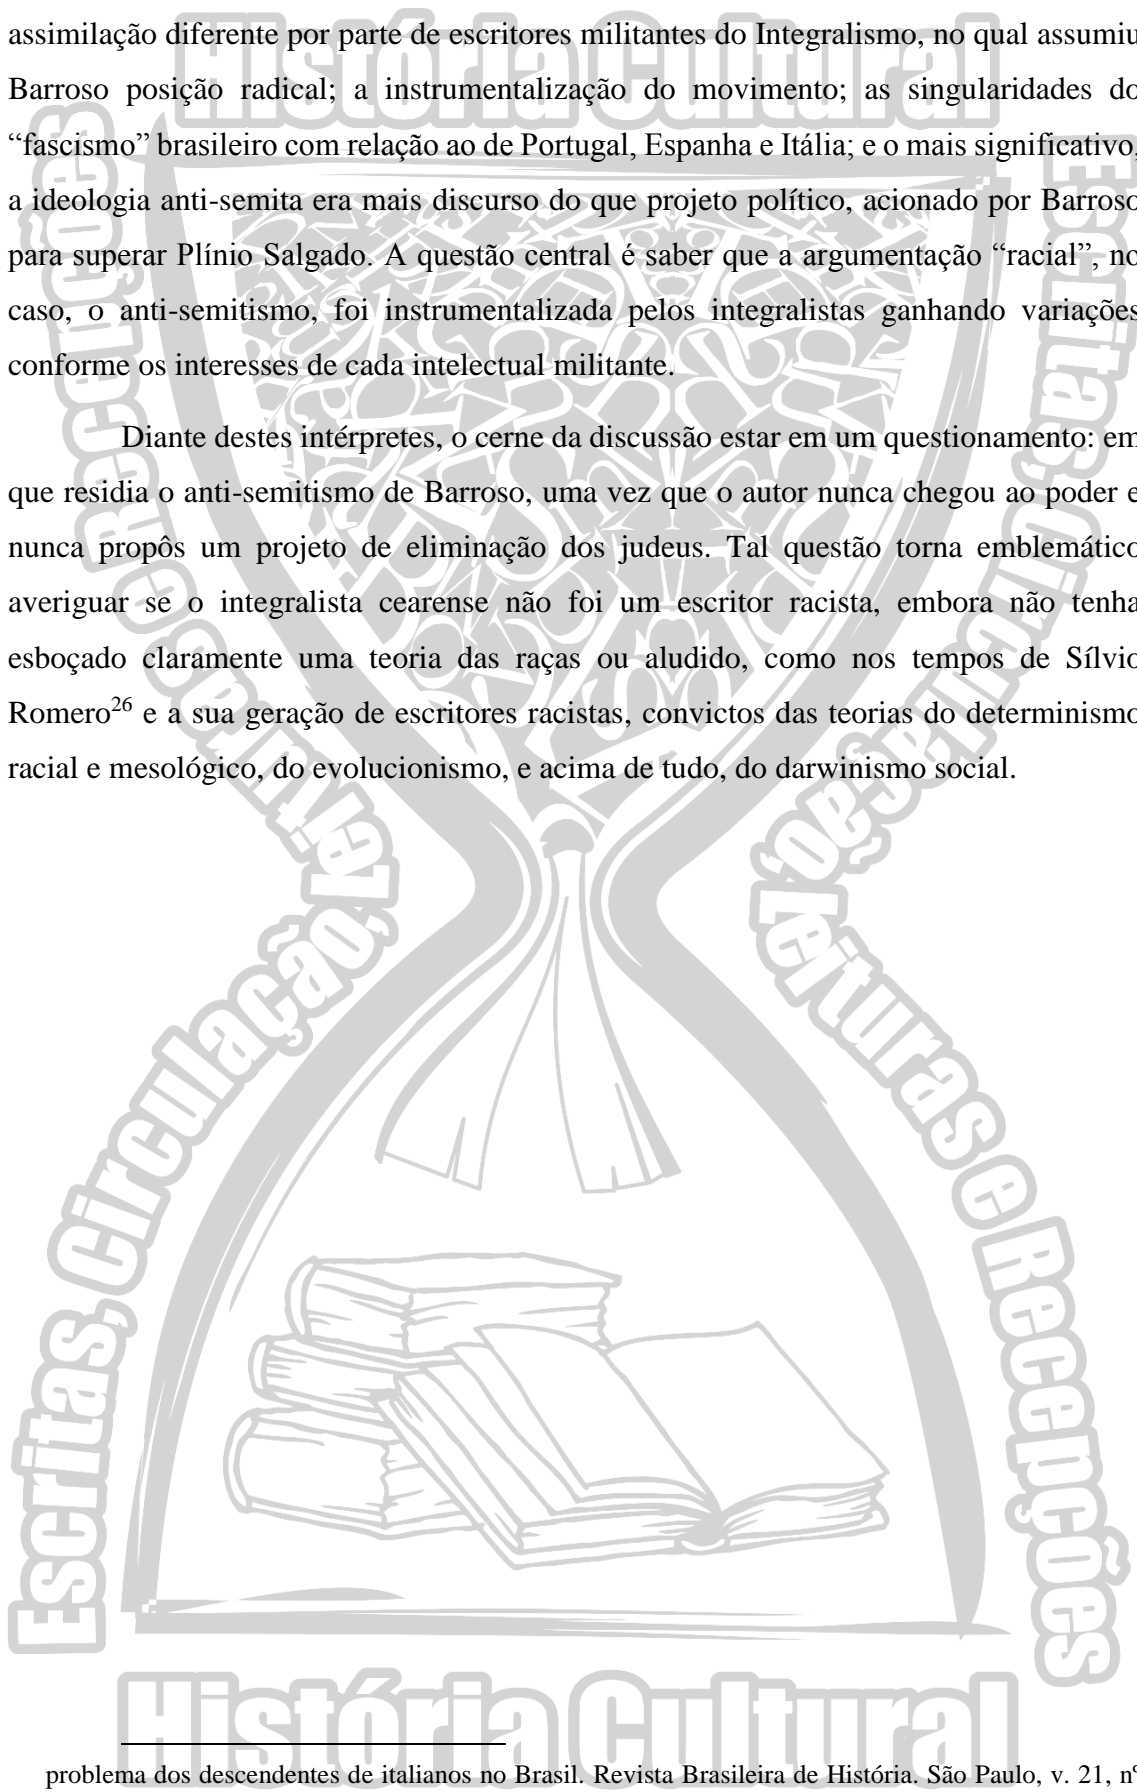 História Cultural
assimilação diferente por parte de escritores militantes do Integralismo, no qual assumiu
Barroso posição radical; a instrumentalização do movimento; as singularidades do
“fascismo” brasileiro com relação ao de Portugal, Espanha e Itália; e o mais significativo,
a ideologia anti-semita era mais discurso do que projeto político, acionado por Barroso
para superar Plínio Salgado. A questão central é saber que a argumentação “racial”, no
caso, o anti-semitismo, foi instrumentalizada pelos integralistas ganhando variações
conforme os interesses de cada intelectual militante.
Diante destes intérpretes, o cerne da discussão estar em um questionamento: em
que residia o anti-semitismo de Barroso, uma vez que o autor nunca chegou ao poder e
nunca propôs um projeto de eliminação dos judeus. Tal questão torna emblemático
averiguar se o integralista cearense não foi um escritor racista, embora não tenha
esboçado claramente uma teoria das raças ou aludido, como nos tempos de Sílvio
Romero26 e a sua geração de escritores racistas, convictos das teorias do determinismo
racial e mesológico, do evolucionismo, e acima de tudo, do darwinismo social.
Escritas, Circulação, Leituras e Recepções
Escritas, Circulação, Leituras e Recepções
História Cultural
problema dos descendentes de italianos no Brasil. Revista Brasileira de História. São Paulo, v. 21, nº